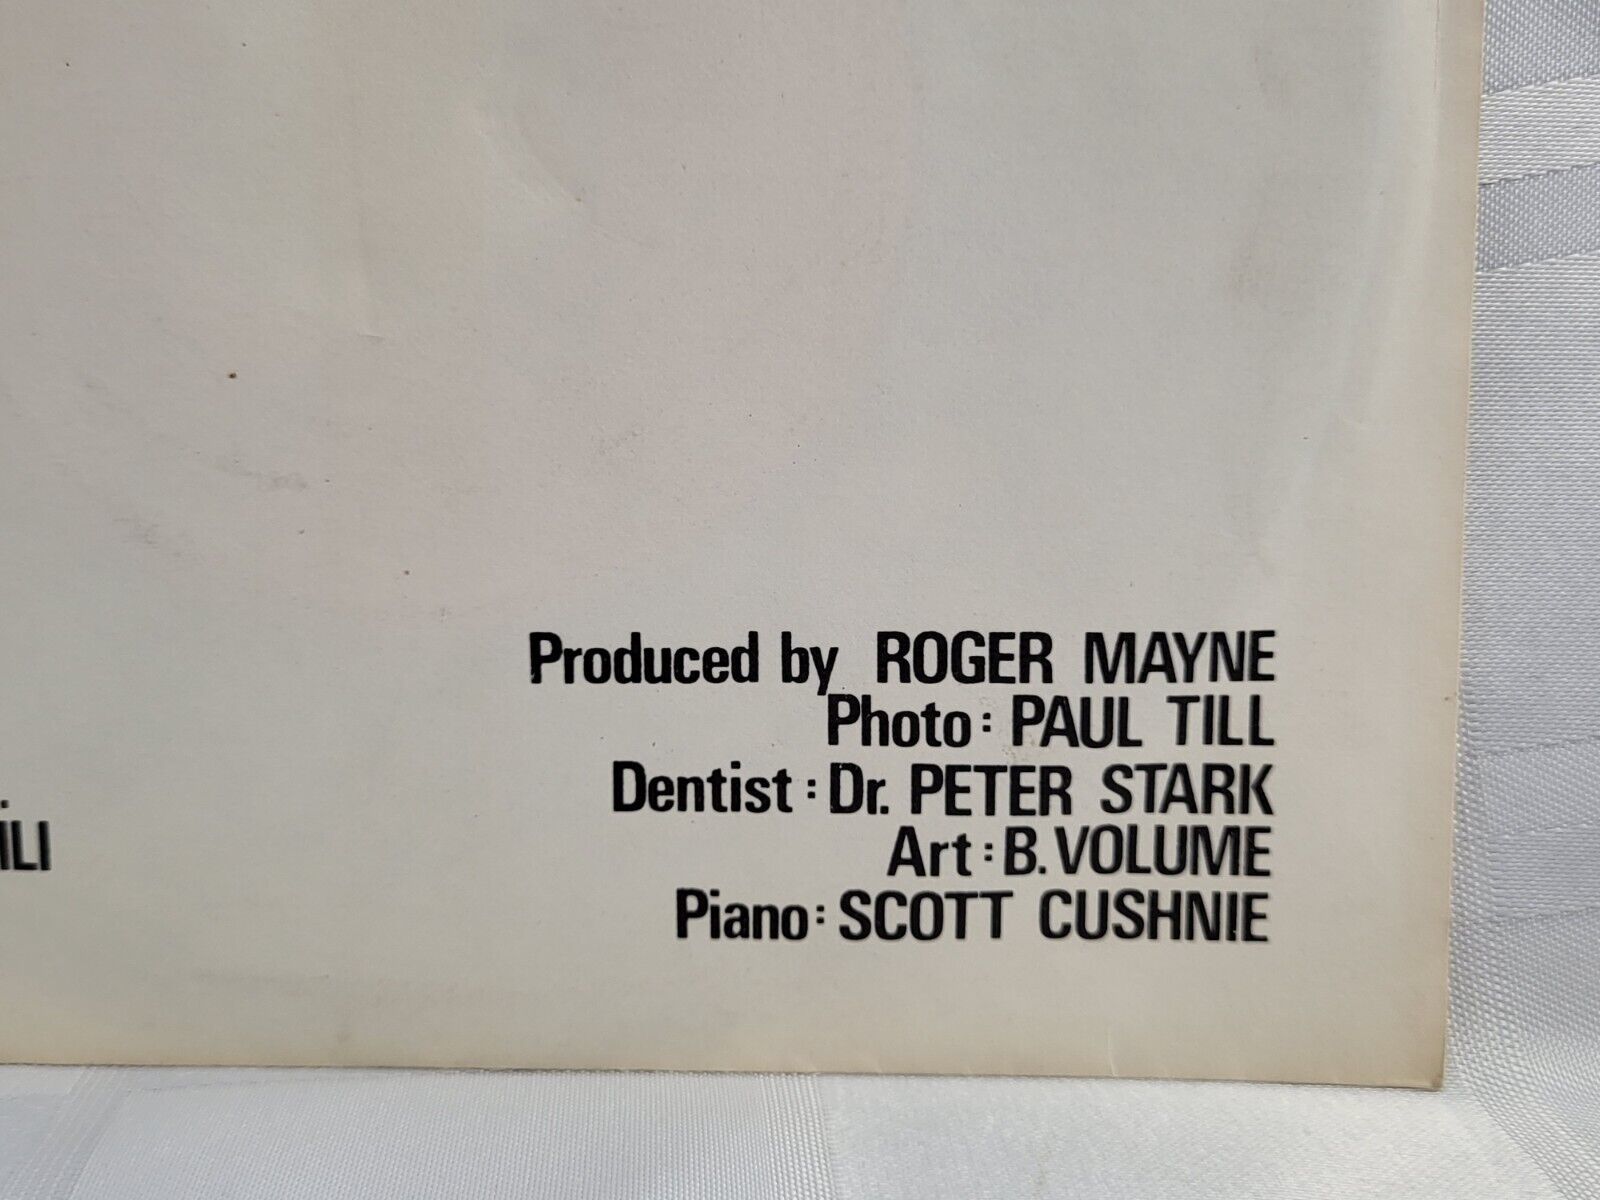 Produced by ROGER MAYNE
Photo: PAUL TILL
Dentist: Dr. PETER STARK
Art: B. VOLUME
Piano: SCOTT CUSHNIE